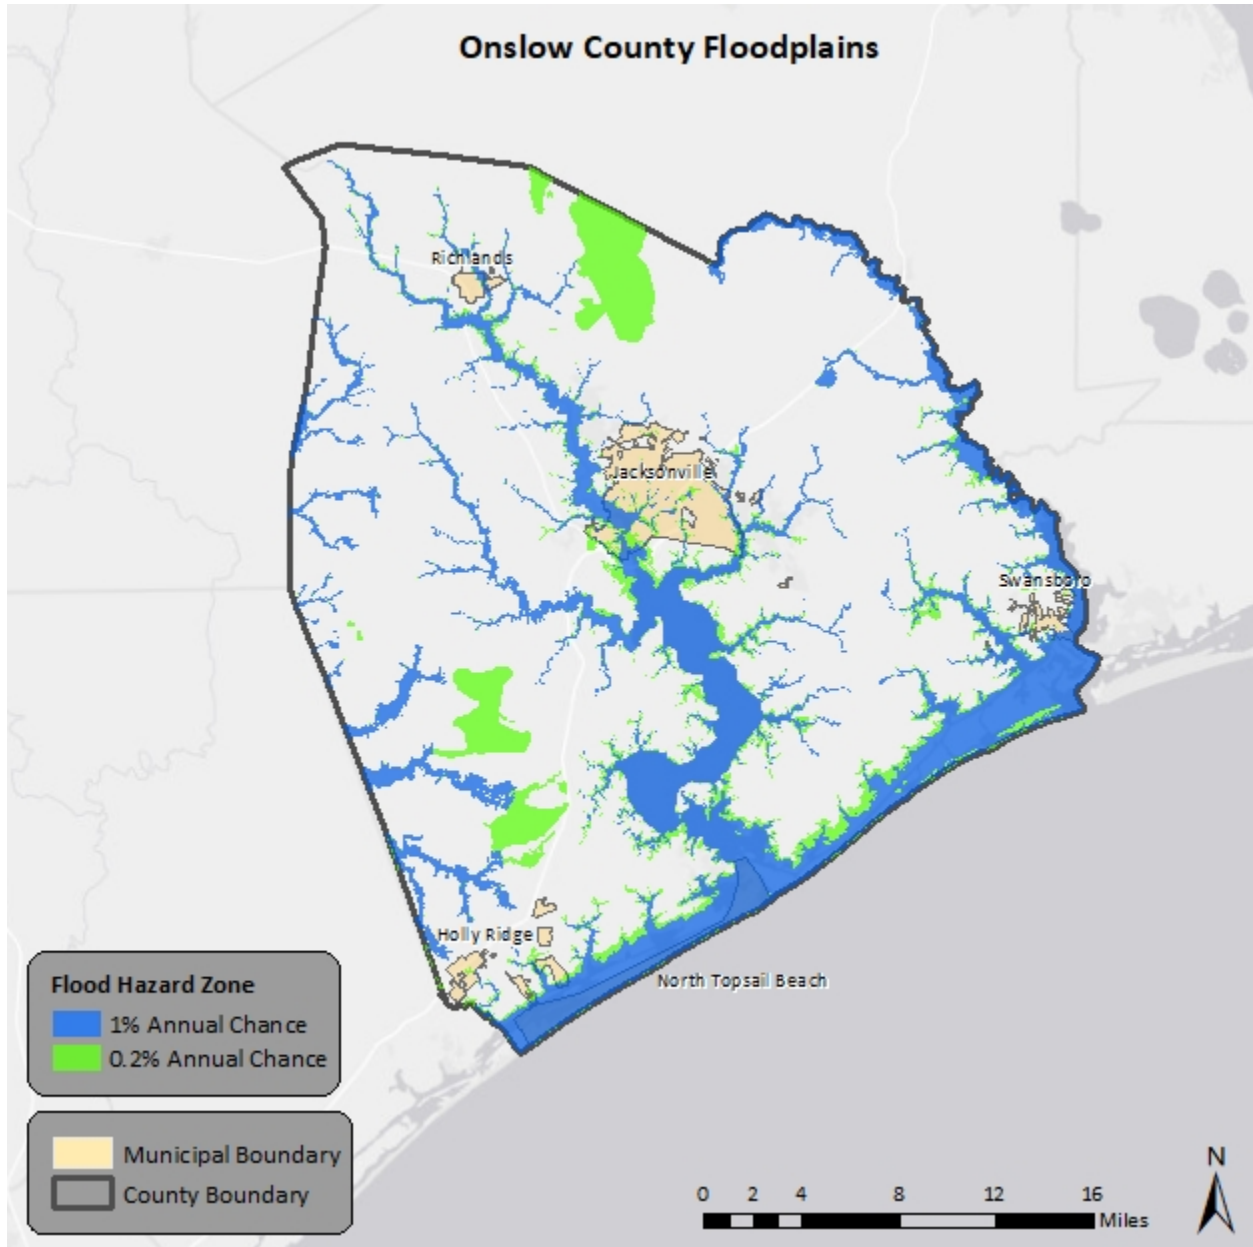 Onslow County Floodplains
Richlands
Jacksonville
Swansboro
Holly Ridge
North Topsail Beach
Flood Hazard Zone
1% Annual Chance
0.2% Annual Chance
Municipal Boundary
County Boundary
N
0 2 4 8 12 16
Miles